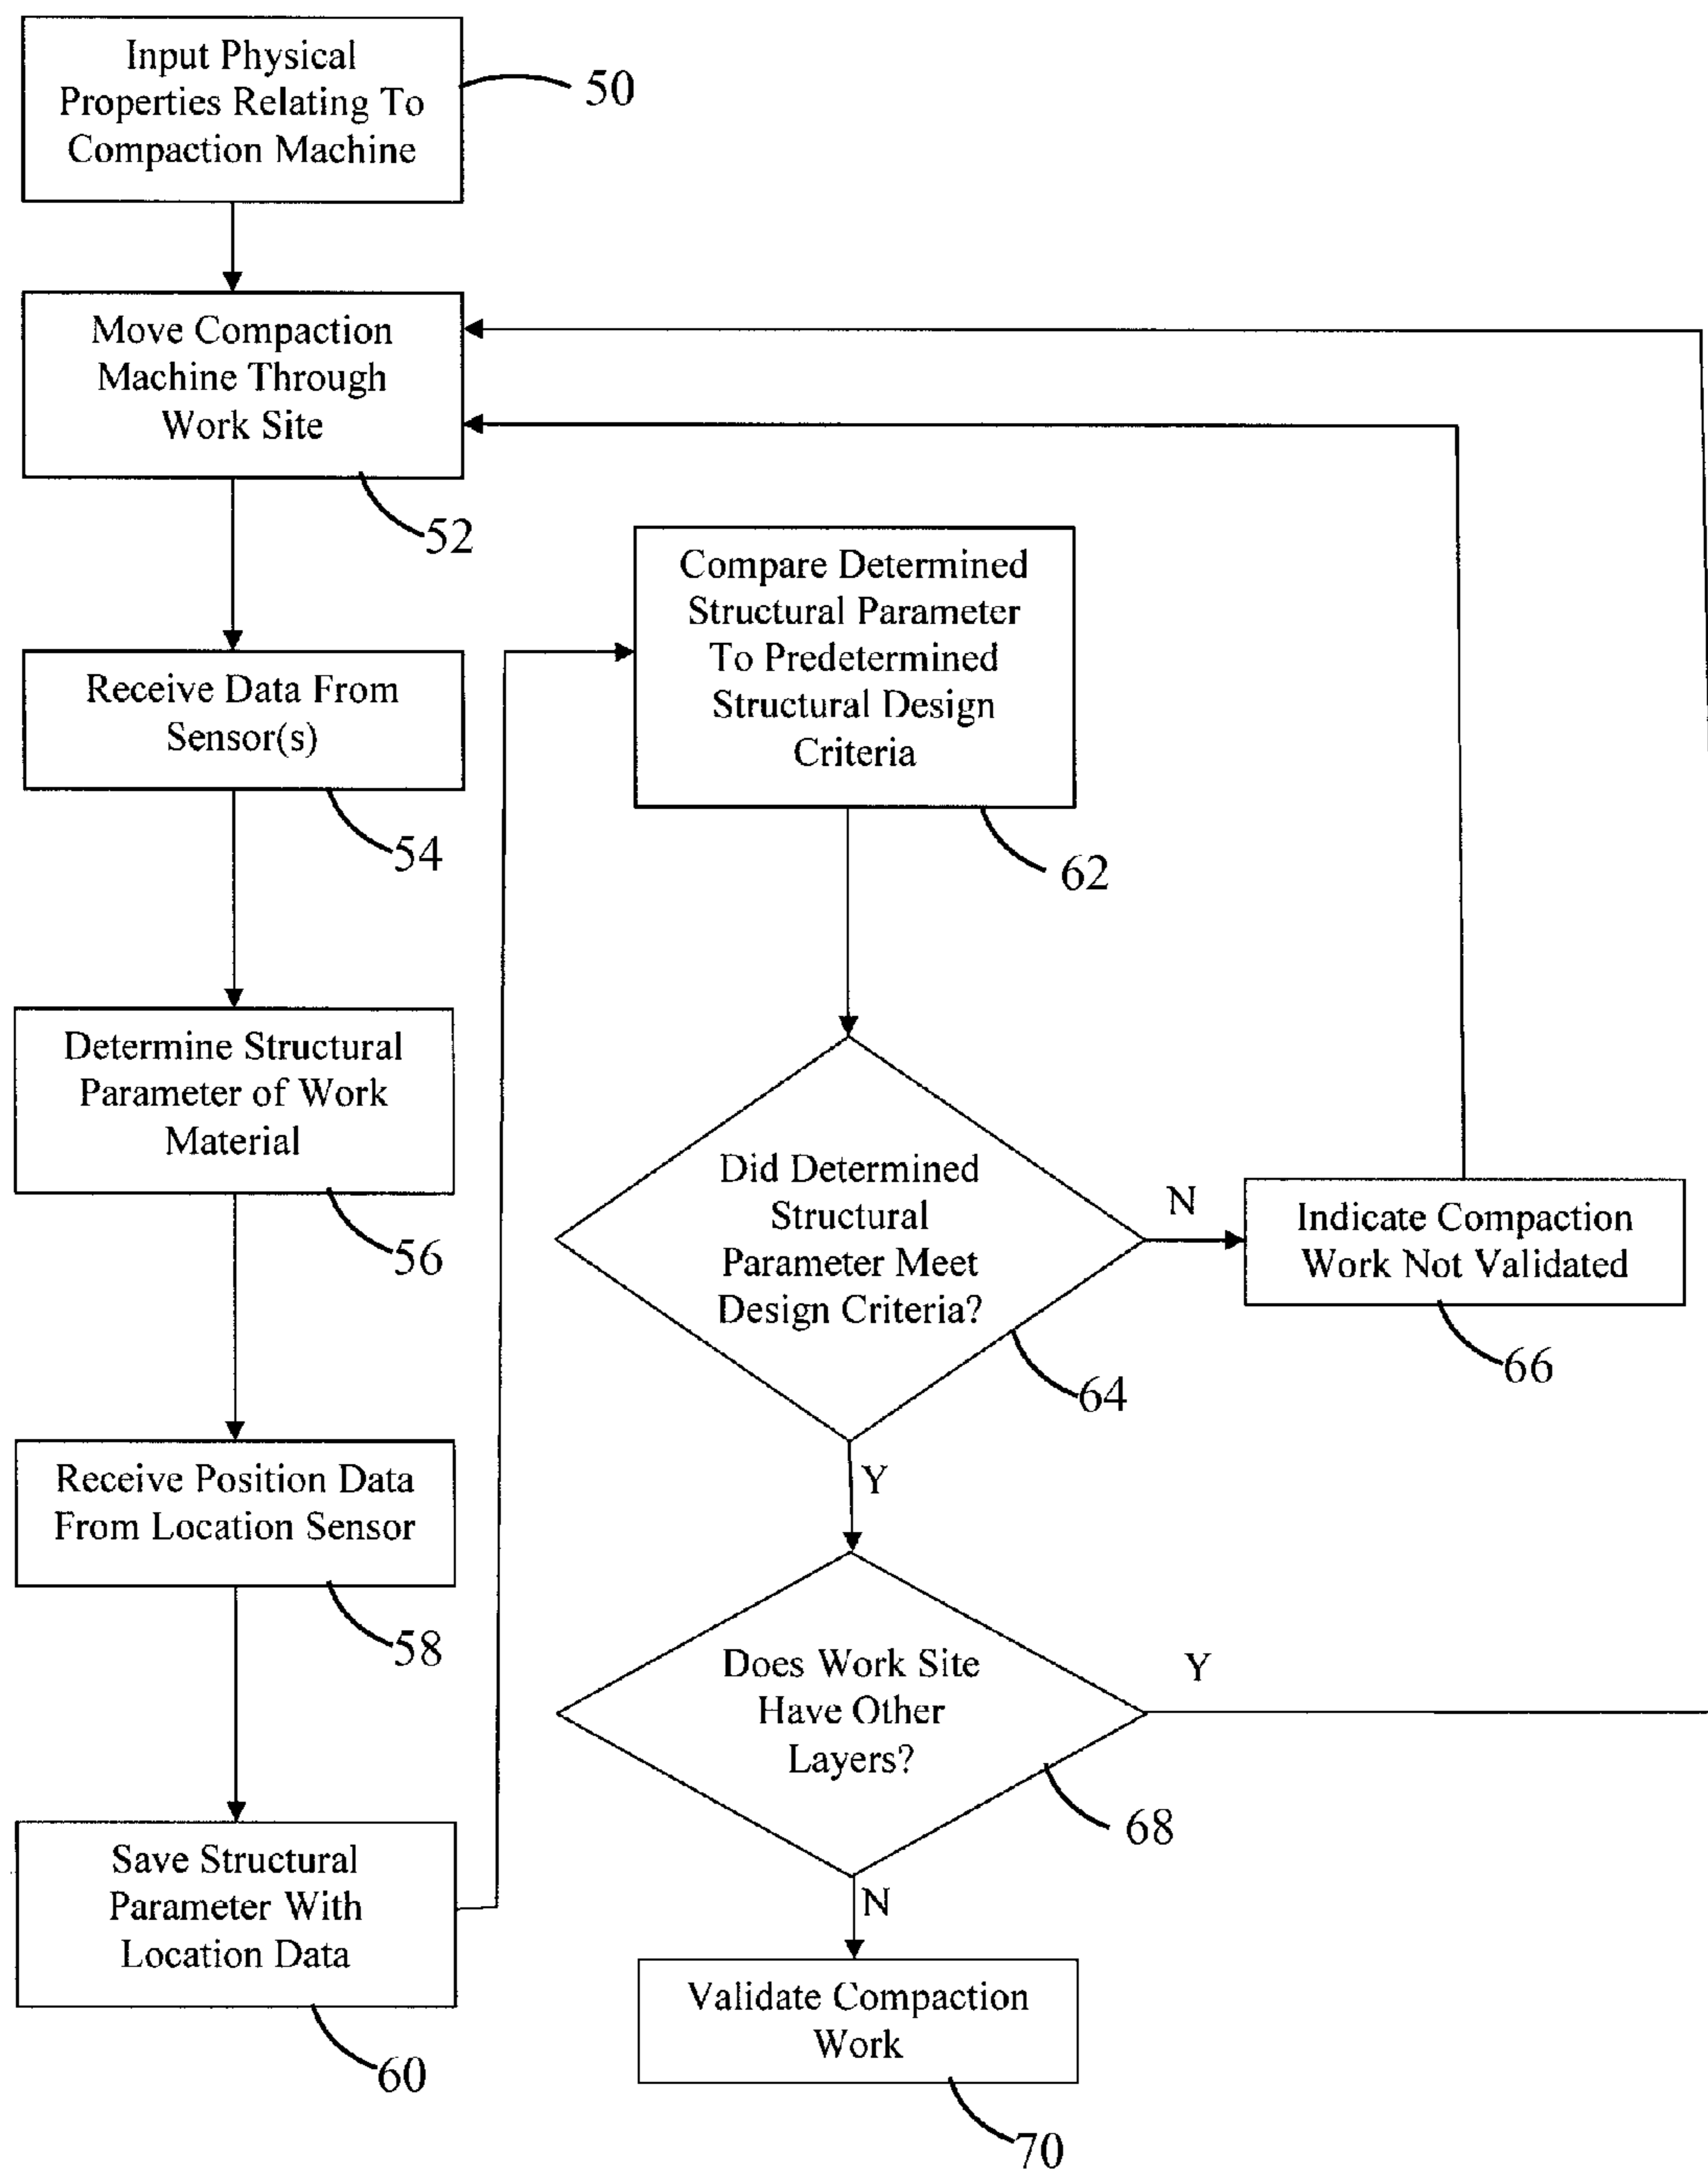 Input Physical
Properties Relating To
Compaction Machine
50
Move Compaction
Machine Through
Work Site
52
Receive Data From
Sensor(s)
54
Determine Structural
Parameter of Work
Material
56
Receive Position Data
From Location Sensor
58
Save Structural
Parameter With
Location Data
60
Compare Determined
Structural Parameter
To Predetermined
Structural Design
Criteria
62
Did Determined
Structural
Parameter Meet
Design Criteria?
64
N
Indicate Compaction
Work Not Validated
66
Y
Does Work Site
Have Other
Layers?
68
Y
N
Validate Compaction
Work
70